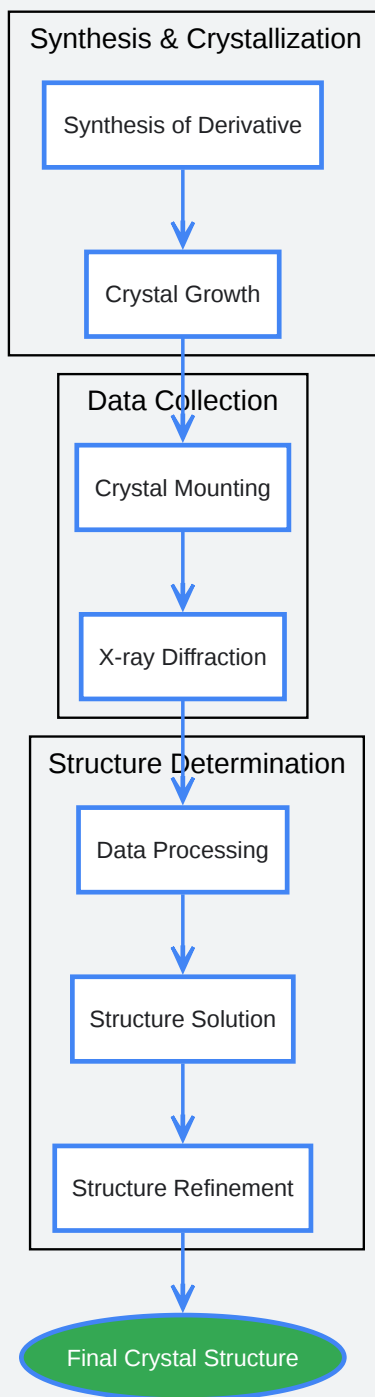 Synthesis & Crystallization
Synthesis of Derivative
Crystal Growth
Data Collection
Crystal Mounting
X-ray Diffraction
Structure Determination
Data Processing
Structure Solution
Structure Refinement
Final Crystal Structure